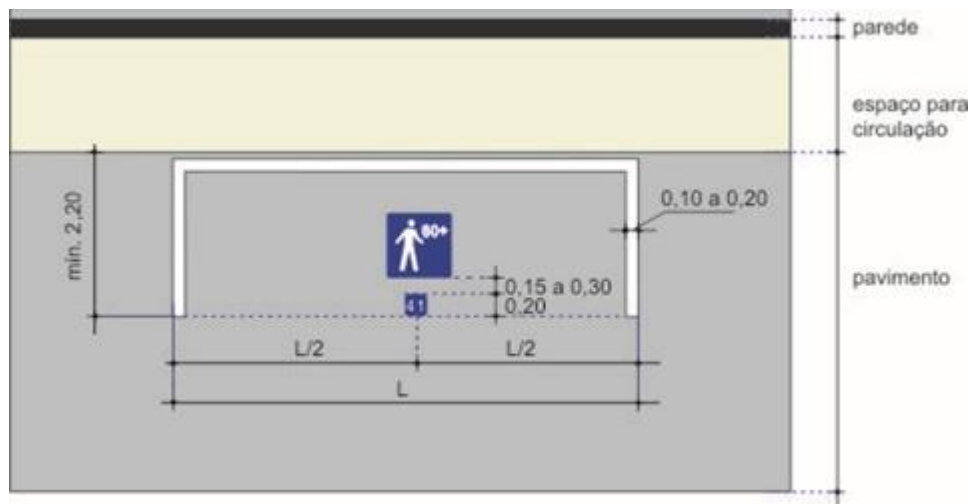 parede
espaço para
circulação
mín. 2,20
60+
0,10 a 0,20
0,15 a 0,30
0,20
41
pavimento
L/2
L/2
L